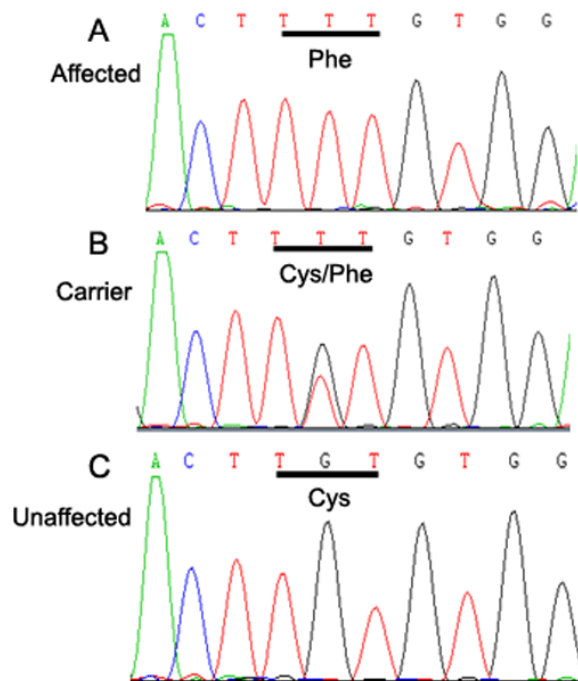 A
A C T T T T G T G G
Affected
Phe
B
A C T T T T G T G G
Carrier
Cys/Phe
C
A C T T G T G T G G
Unaffected
Cys